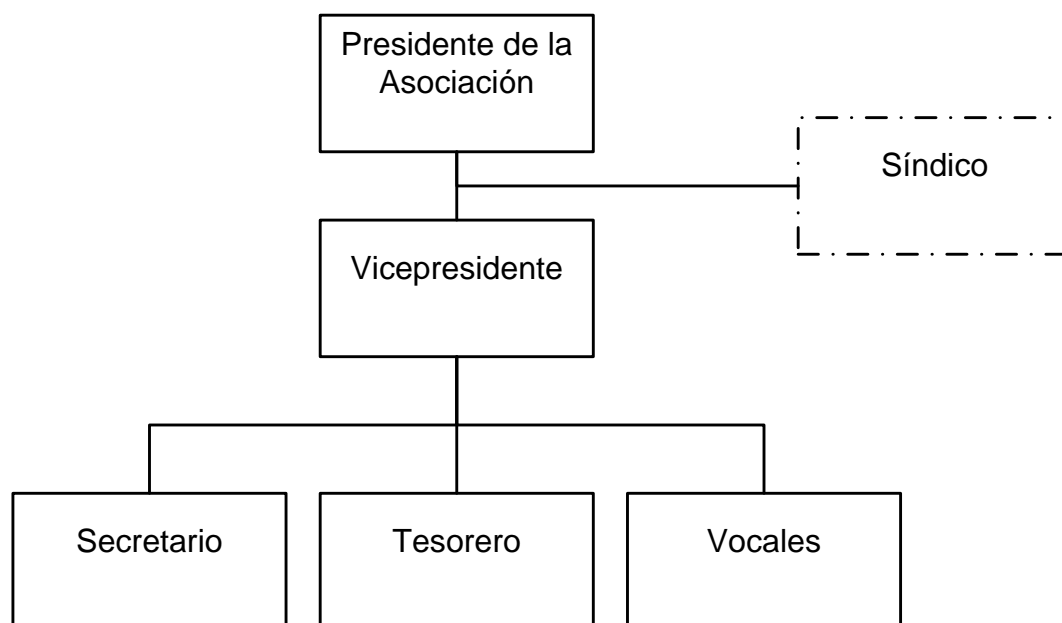 Presidente de la
Asociación
Síndico
Vicepresidente
Secretario
Tesorero
Vocales